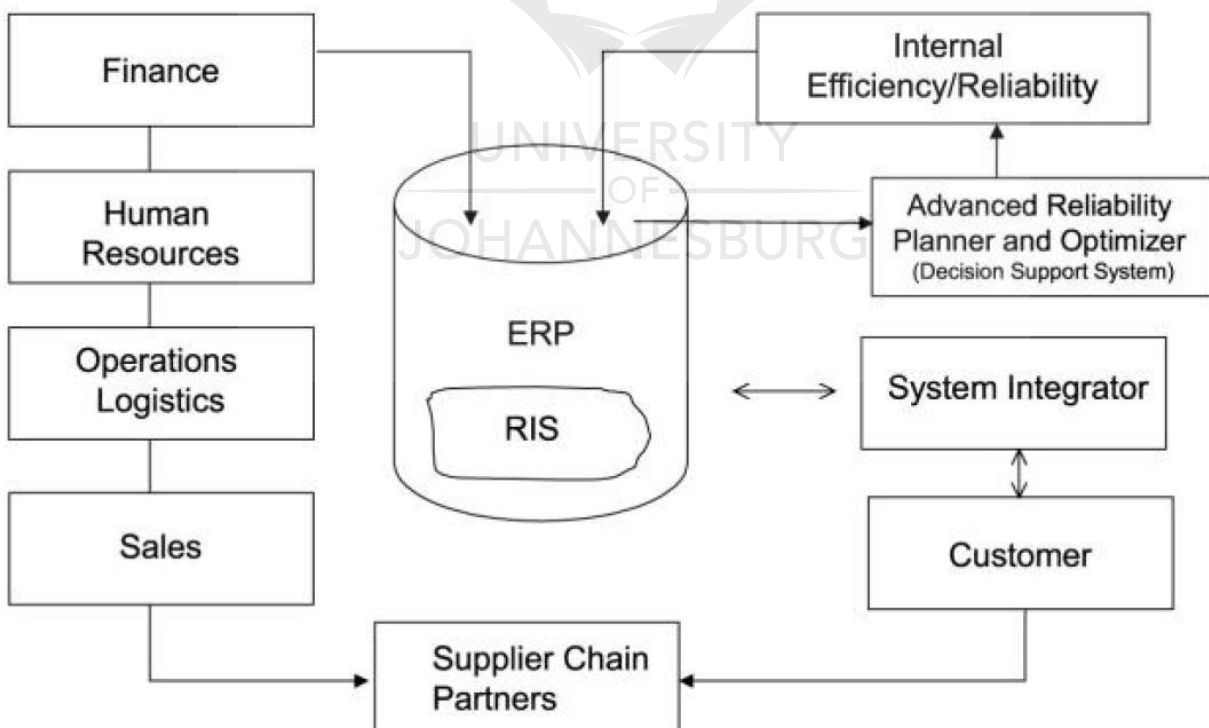 Finance
Human
Resources
Operations
Logistics
Sales
Supplier Chain
Partners
UNIVERSITY
OF
JOHANNESBURG
ERP
RIS
Internal
Efficiency/Reliability
Advanced Reliability
Planner and Optimizer
(Decision Support System)
System Integrator
Customer